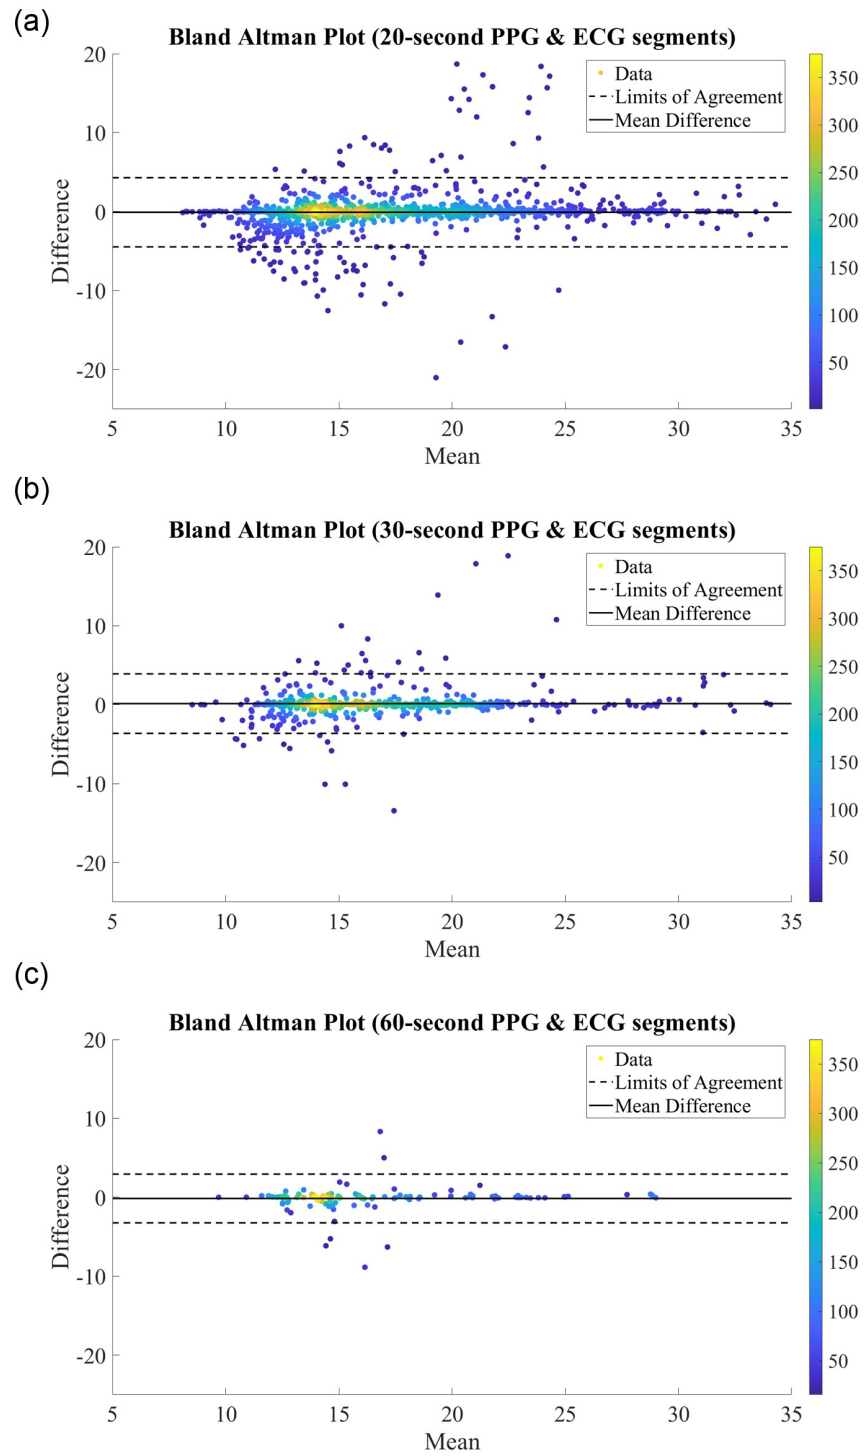 (a)
Bland Altman Plot (20-second PPG & ECG segments)
20
10
0
-10
-20
Difference
5
10
15
20
25
30
35
Mean
Data
Limits of Agreement
Mean Difference
350
300
250
200
150
100
50
(b)
Bland Altman Plot (30-second PPG & ECG segments)
20
10
0
-10
-20
Difference
5
10
15
20
25
30
35
Mean
Data
Limits of Agreement
Mean Difference
350
300
250
200
150
100
50
(c)
Bland Altman Plot (60-second PPG & ECG segments)
20
10
0
-10
-20
Difference
5
10
15
20
25
30
35
Mean
Data
Limits of Agreement
Mean Difference
350
300
250
200
150
100
50